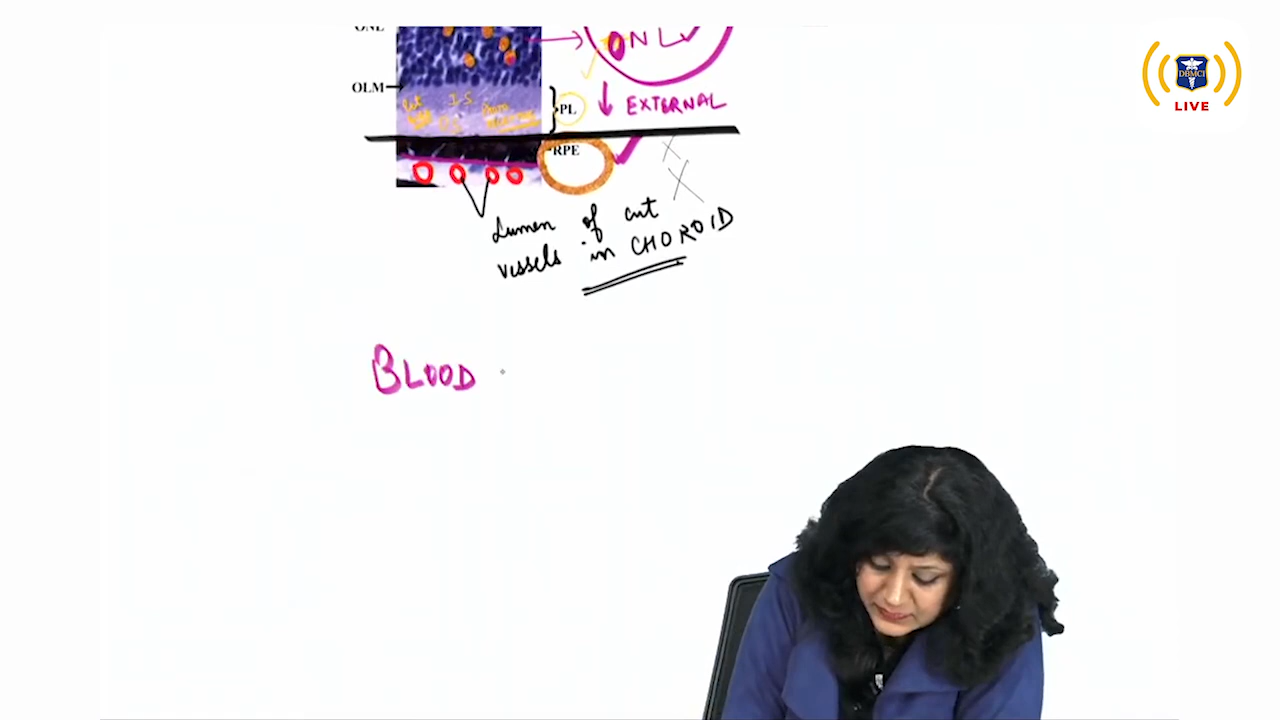 ONL
ONL
OLM
PL
EXTERNAL
RPE
Lumen of cut
vessels in CHOROID
BLOOD
DBMCI
LIVE